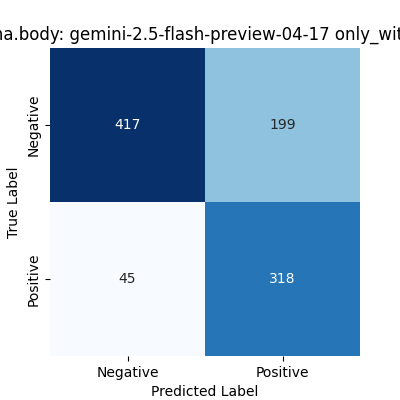 na.body: gemini-2.5-flash-preview-04-17 only_wit
True Label
Negative
417
199
Positive
45
318
Negative
Positive
Predicted Label